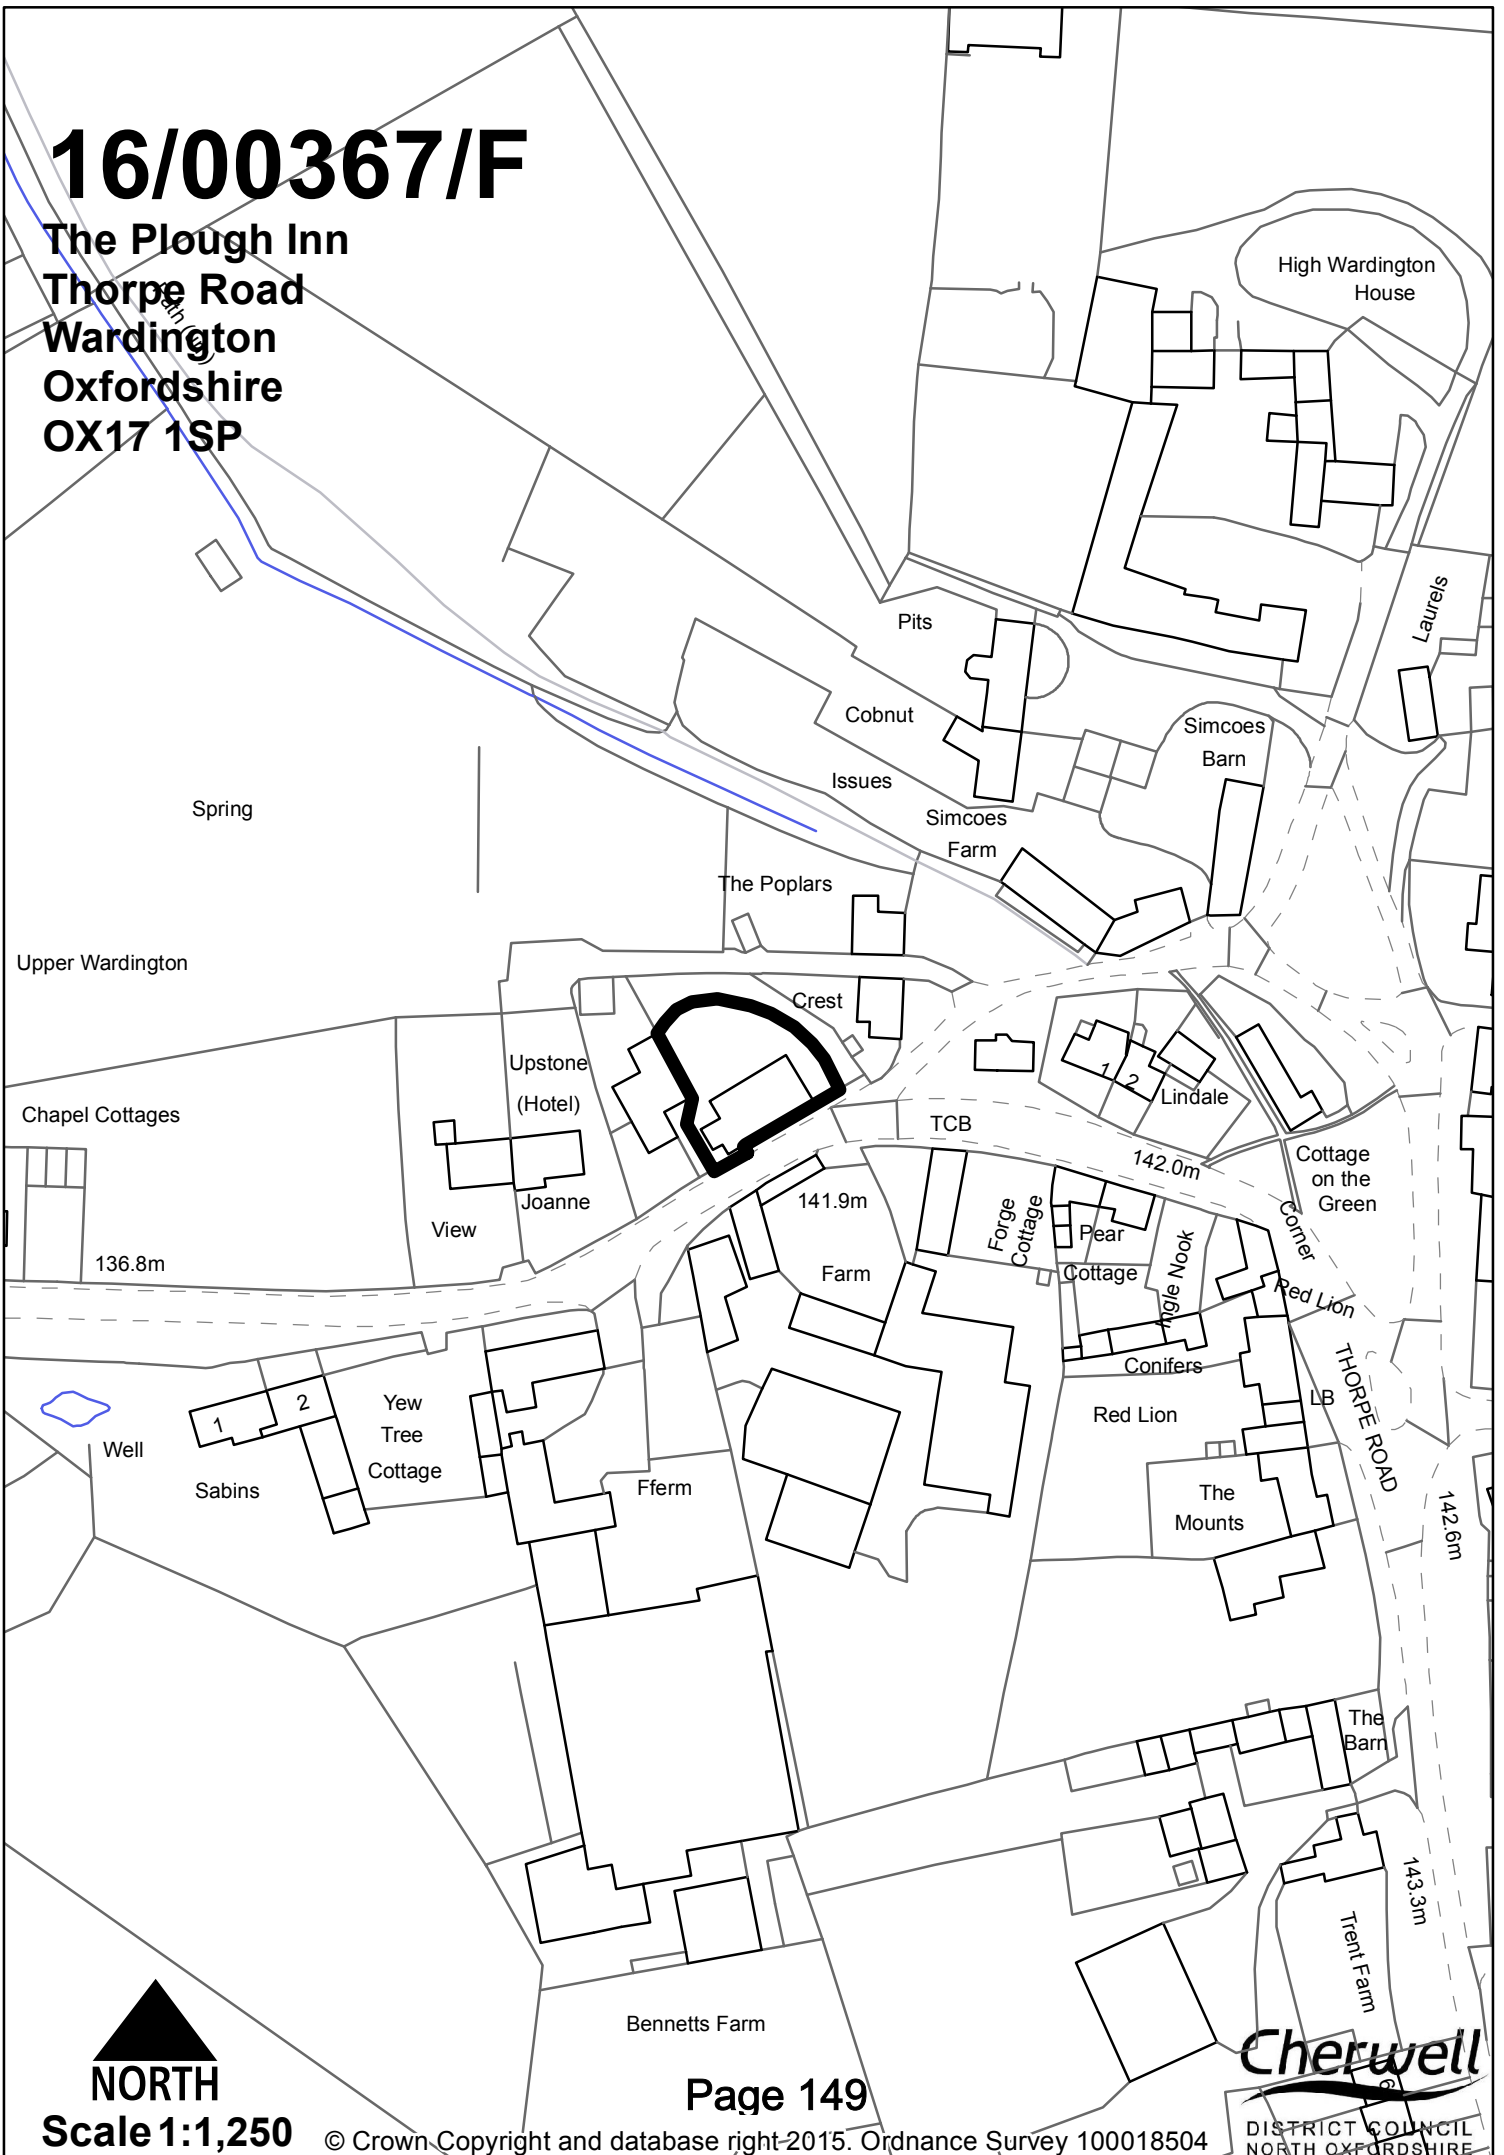 16/00367/F
The Plough Inn
Thorpe Road
Wardington
Oxfordshire
OX17 1SP
Path (um)
High Wardington
House
Laurels
Pits
Cobnut
Simcoes
Barn
Issues
Simcoes
Farm
Spring
The Poplars
Upper Wardington
Crest
Upstone
(Hotel)
1
2
Lindale
Chapel Cottages
TCB
142.0m
Cottage
on the
Green
Joanne
141.9m
View
Forge
Cottage
Pear
Cottage
Ingle Nook
Corner
136.8m
Farm
Red Lion
Conifers
THORPE ROAD
LB
Red Lion
1
2
Yew
Tree
Cottage
Well
Sabins
Fferm
The
Mounts
142.6m
The
Barn
143.3m
Trent Farm
Bennetts Farm
6
NORTH
Scale 1:1,250
Page 149
© Crown Copyright and database right 2015. Ordnance Survey 100018504
Cherwell
DISTRICT COUNCIL
NORTH OXFORDSHIRE